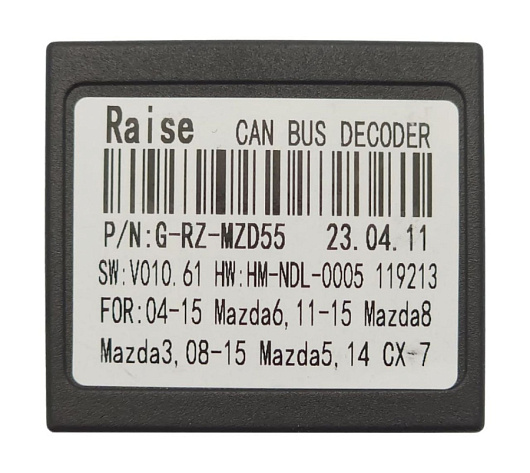 Raise CAN BUS DECODER
P/N:G-RZ-MZD55 23.04.11
SW:V010.61 HW:HM-NDL-0005 119213
FOR:04-15 Mazda6,11-15 Mazda8
Mazda3,08-15 Mazda5,14 CX-7